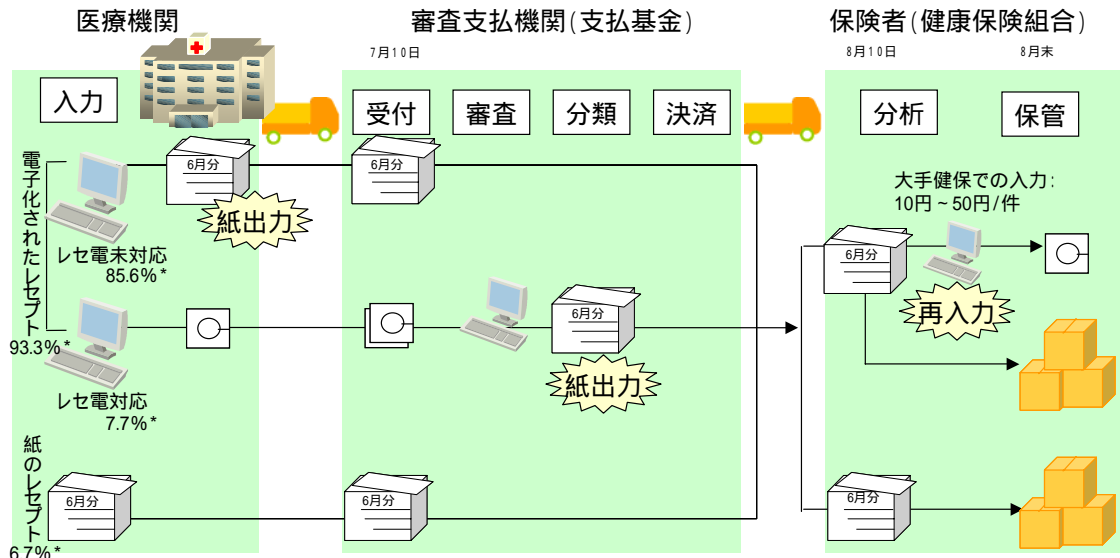 医療機関
審査支払機関(支払基金)
保険者(健康保険組合)
7月10日
8月10日
8月末
入力
受付
審査
分類
決済
分析
保管
電子化されたレセプト
93.3%*
6月分
紙出力
レセ電未対応
85.6%*
6月分
大手健保での入力:
10円~50円/件
6月分
再入力
レセ電対応
7.7%*
6月分
紙出力
紙のレセプト
6.7%*
6月分
6月分
6月分